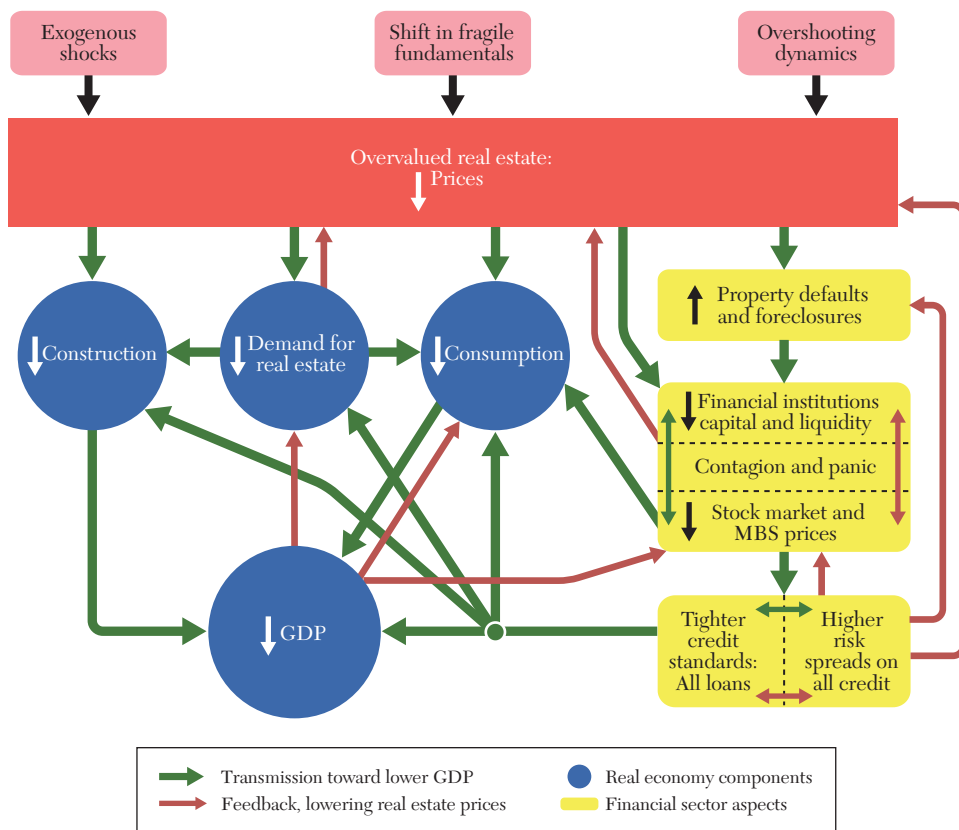 Exogenous
shocks
Shift in fragile
fundamentals
Overshooting
dynamics
Overvalued real estate:
Prices
Construction
Demand for
real estate
Consumption
Property defaults
and foreclosures
Financial institutions
capital and liquidity
Contagion and panic
Stock market and
MBS prices
GDP
Tighter
credit
standards:
All loans
Higher
risk
spreads on
all credit
Transmission toward lower GDP
Feedback, lowering real estate prices
Real economy components
Financial sector aspects